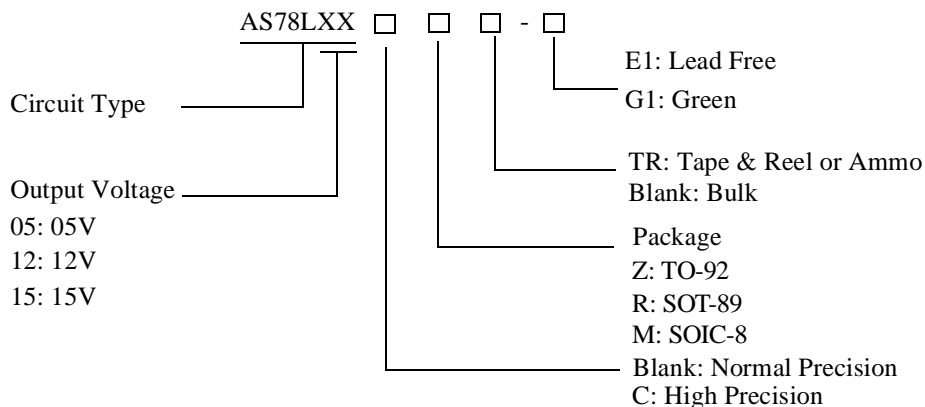 AS78LXX □ □ □ - □
Circuit Type
Output Voltage
05: 05V
12: 12V
15: 15V
E1: Lead Free
G1: Green
TR: Tape & Reel or Ammo
Blank: Bulk
Package
Z: TO-92
R: SOT-89
M: SOIC-8
Blank: Normal Precision
C: High Precision